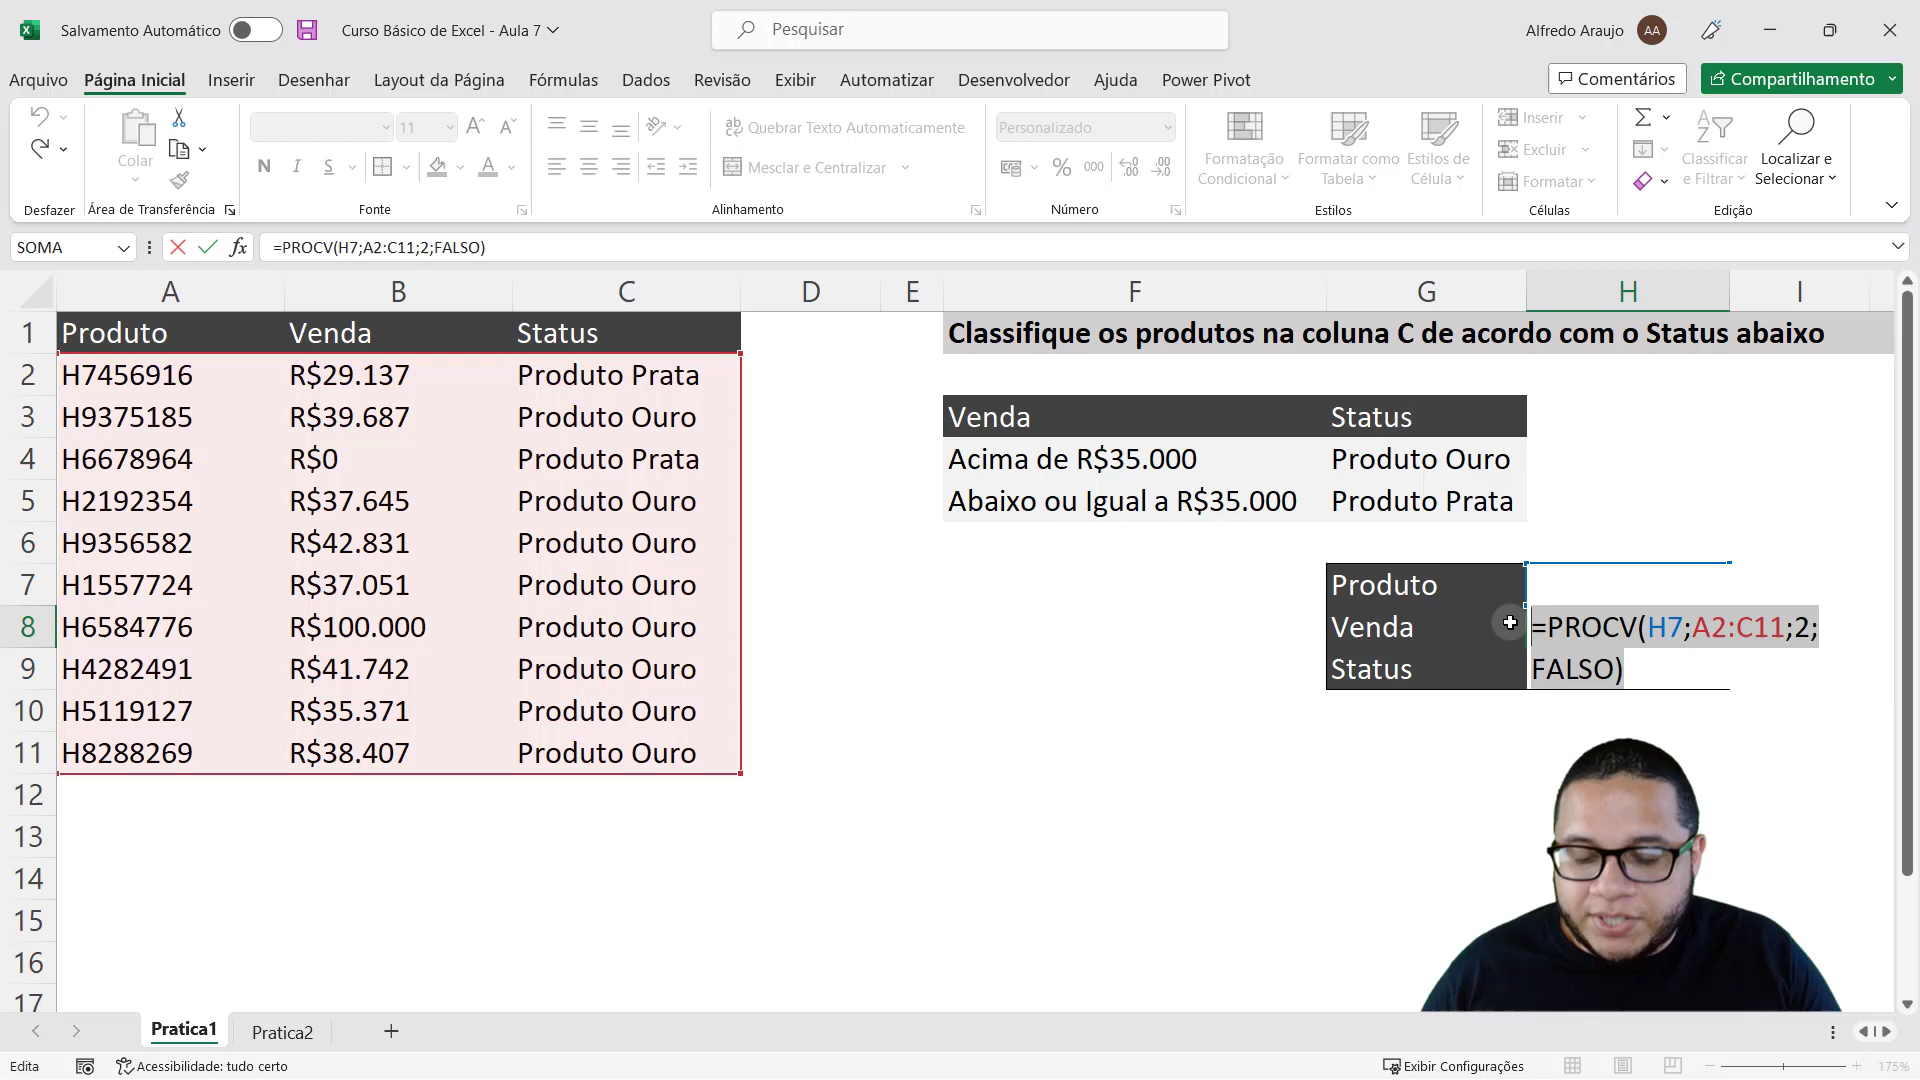 Salvamento Automático
Curso Básico de Excel - Aula 7
Pesquisar
Alfredo Araujo
AA
Arquivo Página Inicial Inserir Desenhar Layout da Página Fórmulas Dados Revisão Exibir Automatizar Desenvolvedor Ajuda Power Pivot
Comentários
Compartilhamento
Colar
11
N I S
Quebrar Texto Automaticamente
Mesclar e Centralizar
Personalizado
% 000
Formatação Condicional
Formatar como Tabela
Estilos de Célula
Inserir
Excluir
Formatar
Classificar e Filtrar
Localizar e Selecionar
Desfazer Área de Transferência Fonte Alinhamento Número Estilos Células Edição
SOMA
fx
=PROCV(H7;A2:C11;2;FALSO)
A B C D E F G H I
1 Produto Venda Status Classifique os produtos na coluna C de acordo com o Status abaixo
2 H7456916 R$29.137 Produto Prata
3 H9375185 R$39.687 Produto Ouro Venda Status
4 H6678964 R$0 Produto Prata Acima de R$35.000 Produto Ouro
5 H2192354 R$37.645 Produto Ouro Abaixo ou Igual a R$35.000 Produto Prata
6 H9356582 R$42.831 Produto Ouro
7 H1557724 R$37.051 Produto Ouro Produto
8 H6584776 R$100.000 Produto Ouro Venda =PROCV(H7;A2:C11;2;
9 H4282491 R$41.742 Produto Ouro Status FALSO)
10 H5119127 R$35.371 Produto Ouro
11 H8288269 R$38.407 Produto Ouro
12
13
14
15
16
17
Pratica1 Pratica2
Edita
Acessibilidade: tudo certo
Exibir Configurações
175%